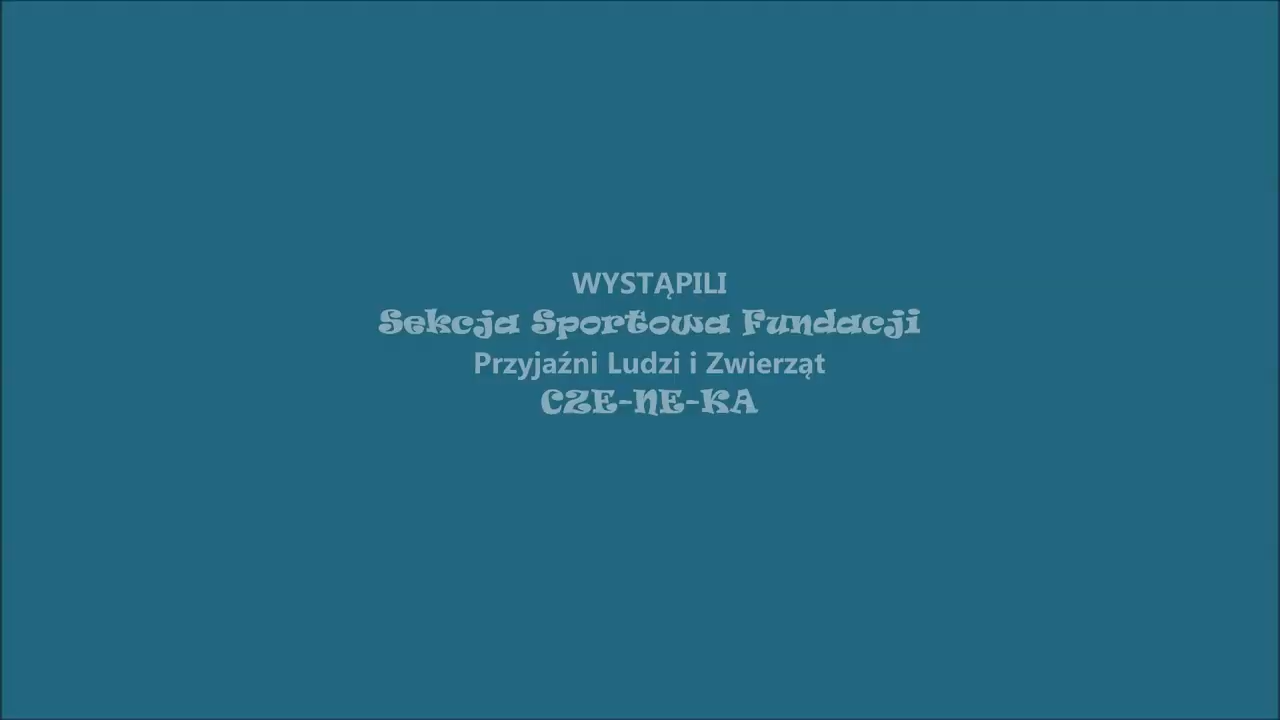 WYSTĄPILI
Sekcja Sportowa Fundacji
Przyjaźni Ludzi i Zwierząt
CZE-NE-KA